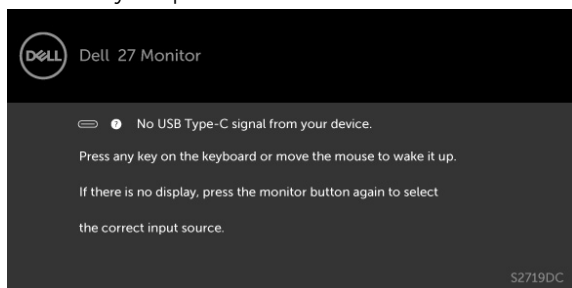 DELL Dell 27 Monitor
? No USB Type-C signal from your device.
Press any key on the keyboard or move the mouse to wake it up.
If there is no display, press the monitor button again to select
the correct input source.
S2719DC